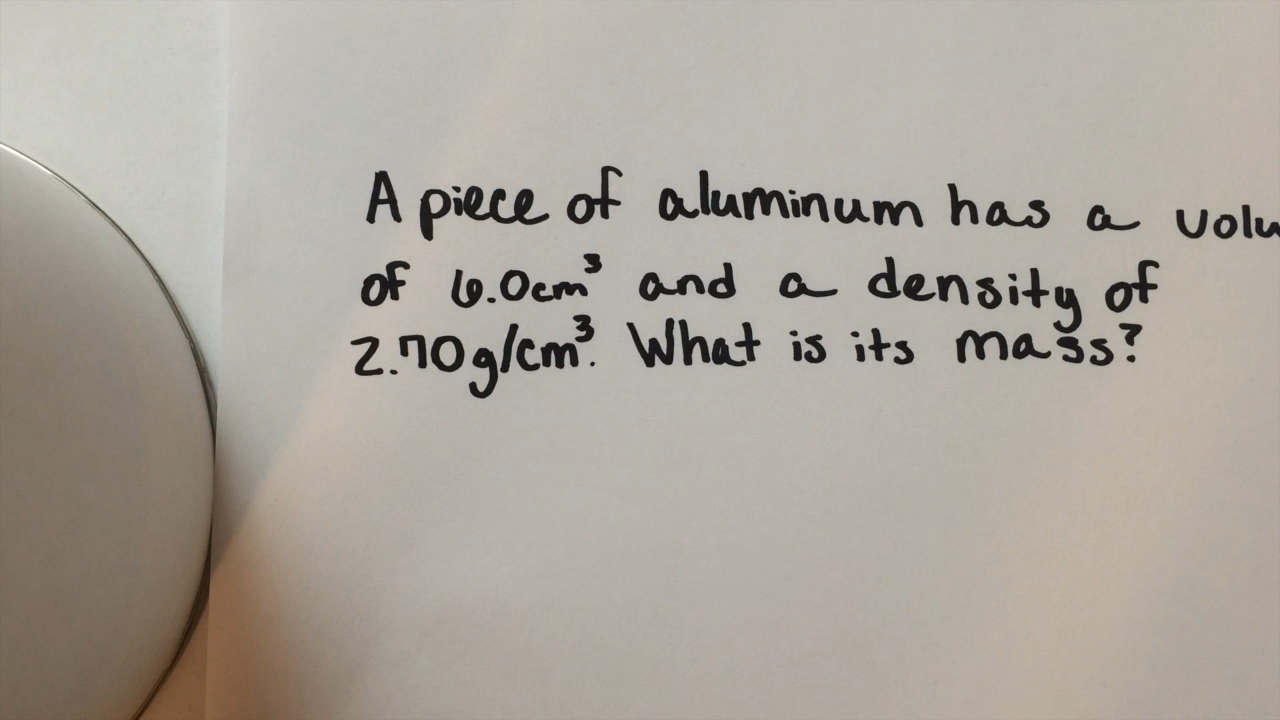 A piece of aluminum has a volu
of 6.0cm³ and a density of
2.70g/cm³. What is its mass?